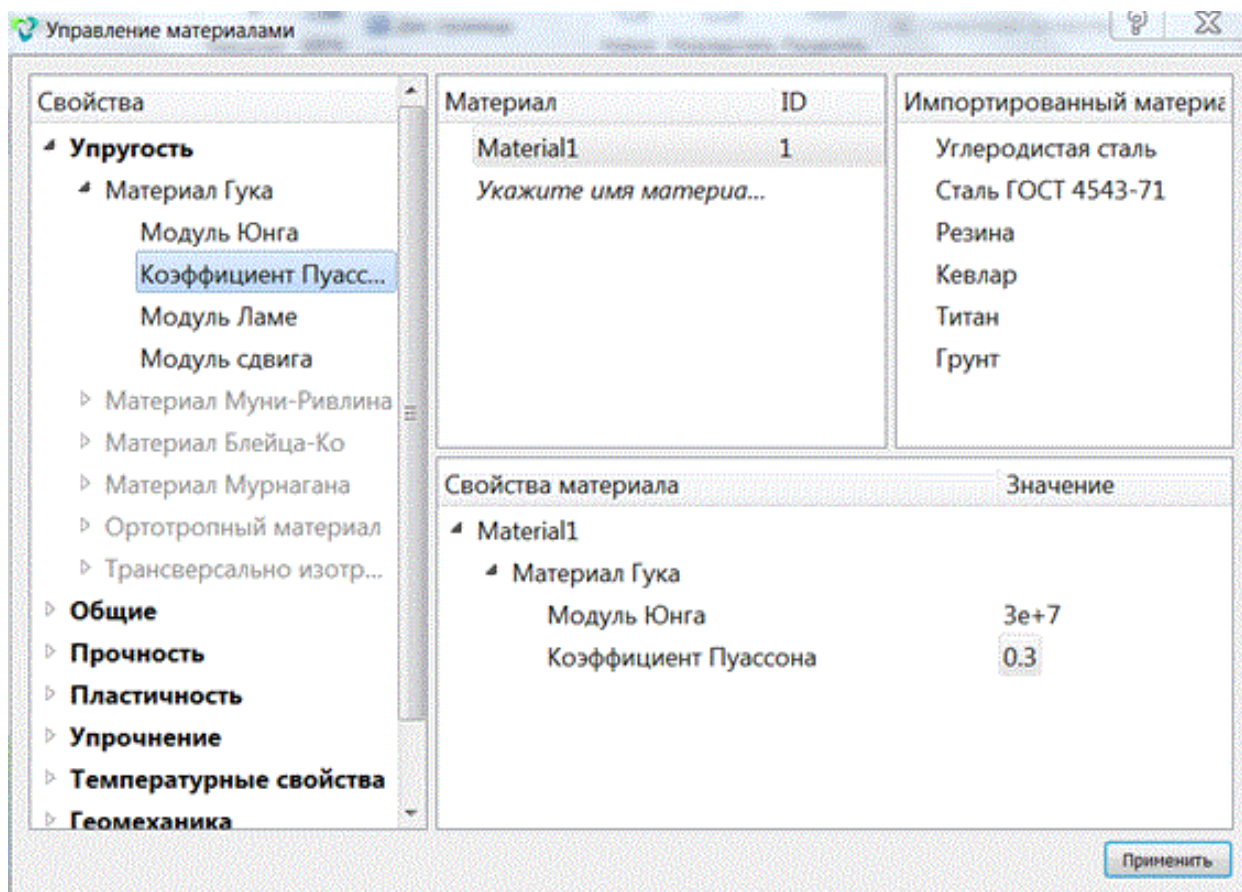 Управление материалами
Свойства
Упругость
Материал Гука
Модуль Юнга
Коэффициент Пуасс...
Модуль Ламе
Модуль сдвига
Материал Муни-Ривлина
Материал Блейца-Ко
Материал Мурнагана
Ортотропный материал
Трансверсально изотр...
Общие
Прочность
Пластичность
Упрочнение
Температурные свойства
Геомеханика
Материал ID
Material1 1
Укажите имя материа...
Импортированный материа
Углеродистая сталь
Сталь ГОСТ 4543-71
Резина
Кевлар
Титан
Грунт
Свойства материала Значение
Material1
Материал Гука
Модуль Юнга 3e+7
Коэффициент Пуассона 0.3
Применить